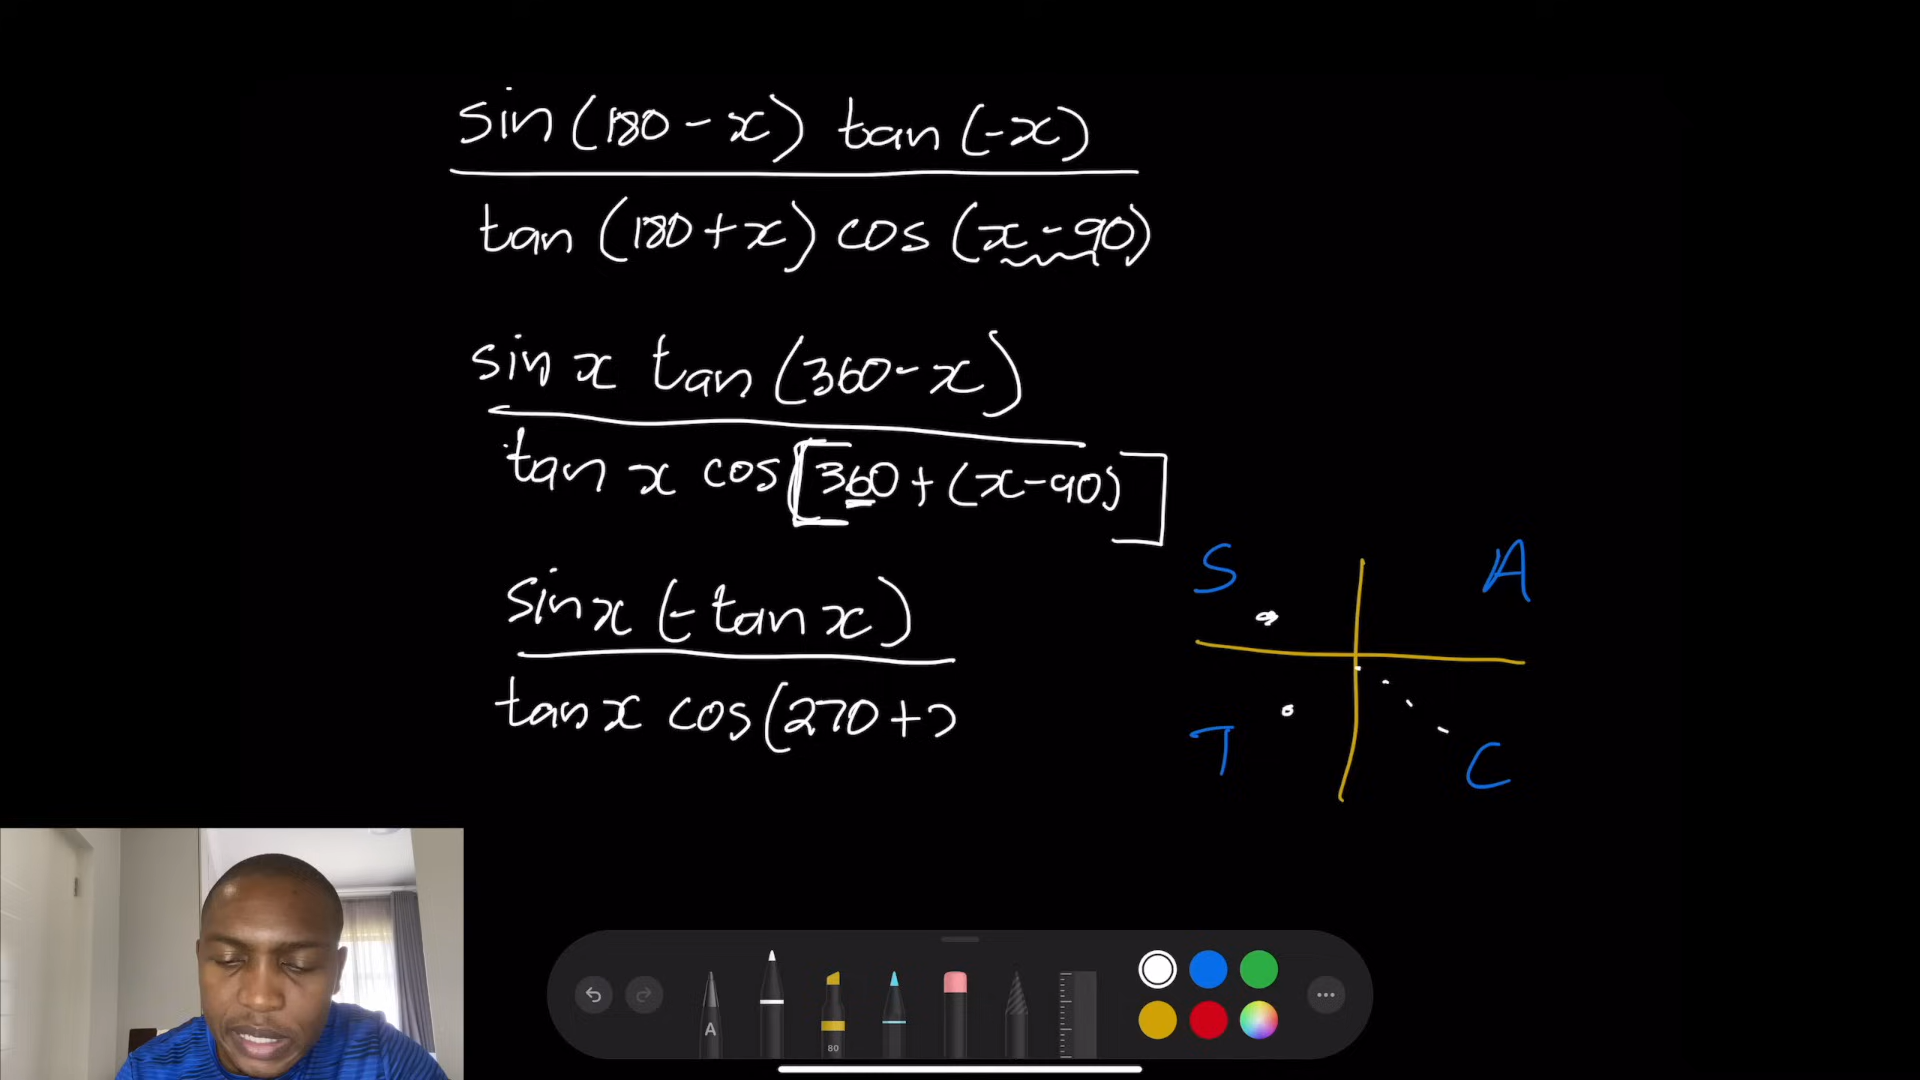 sin(180-x) tan(-x)
tan(180+x) cos(x-90)
sin x tan(360-x)
tan x cos[360+(x-90)]
sin x (-tan x)
tan x cos(270+
S A
T C
A
80